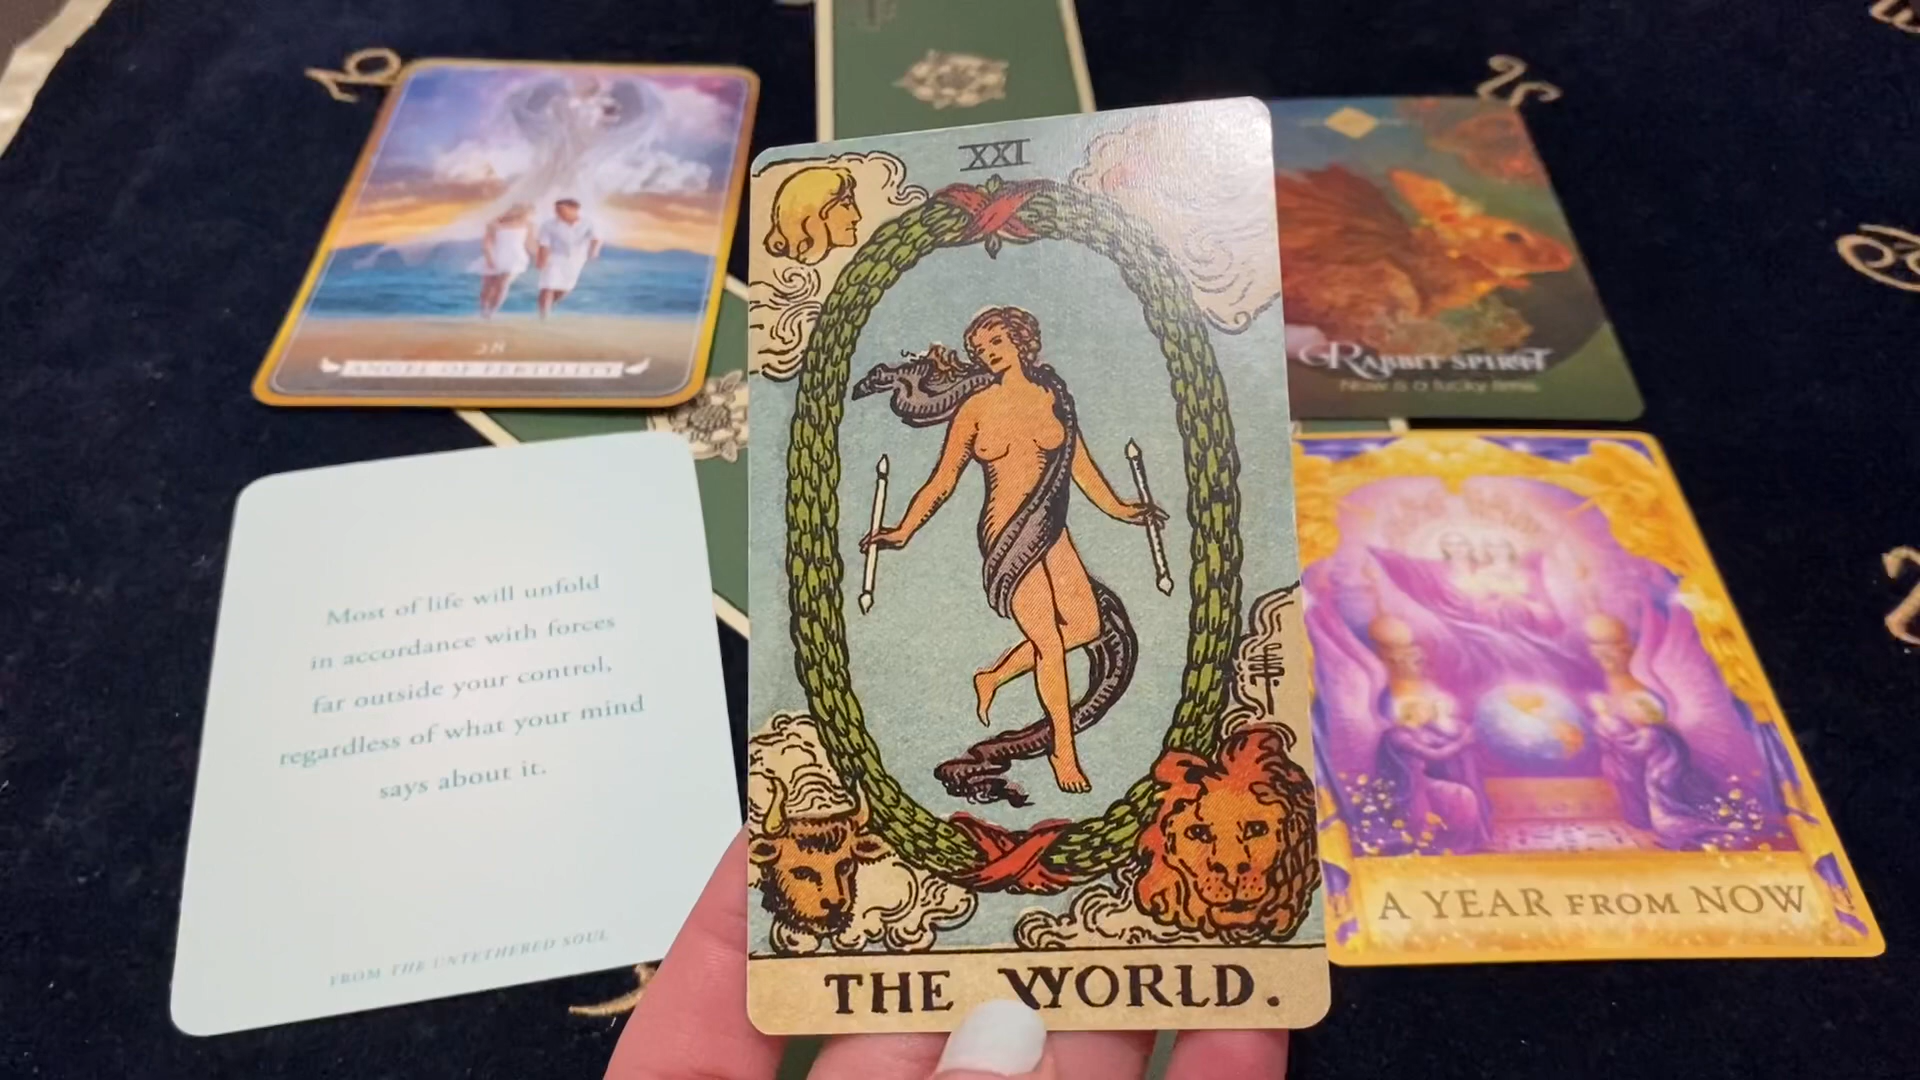 XXI
THE WORLD.
ANGEL OF FERTILITY
RABBIT SPIRIT
Now is a lucky time
Most of life will unfold
in accordance with forces
far outside your control,
regardless of what your mind
says about it.
FROM THE UNTETHERED SOUL
A YEAR FROM NOW